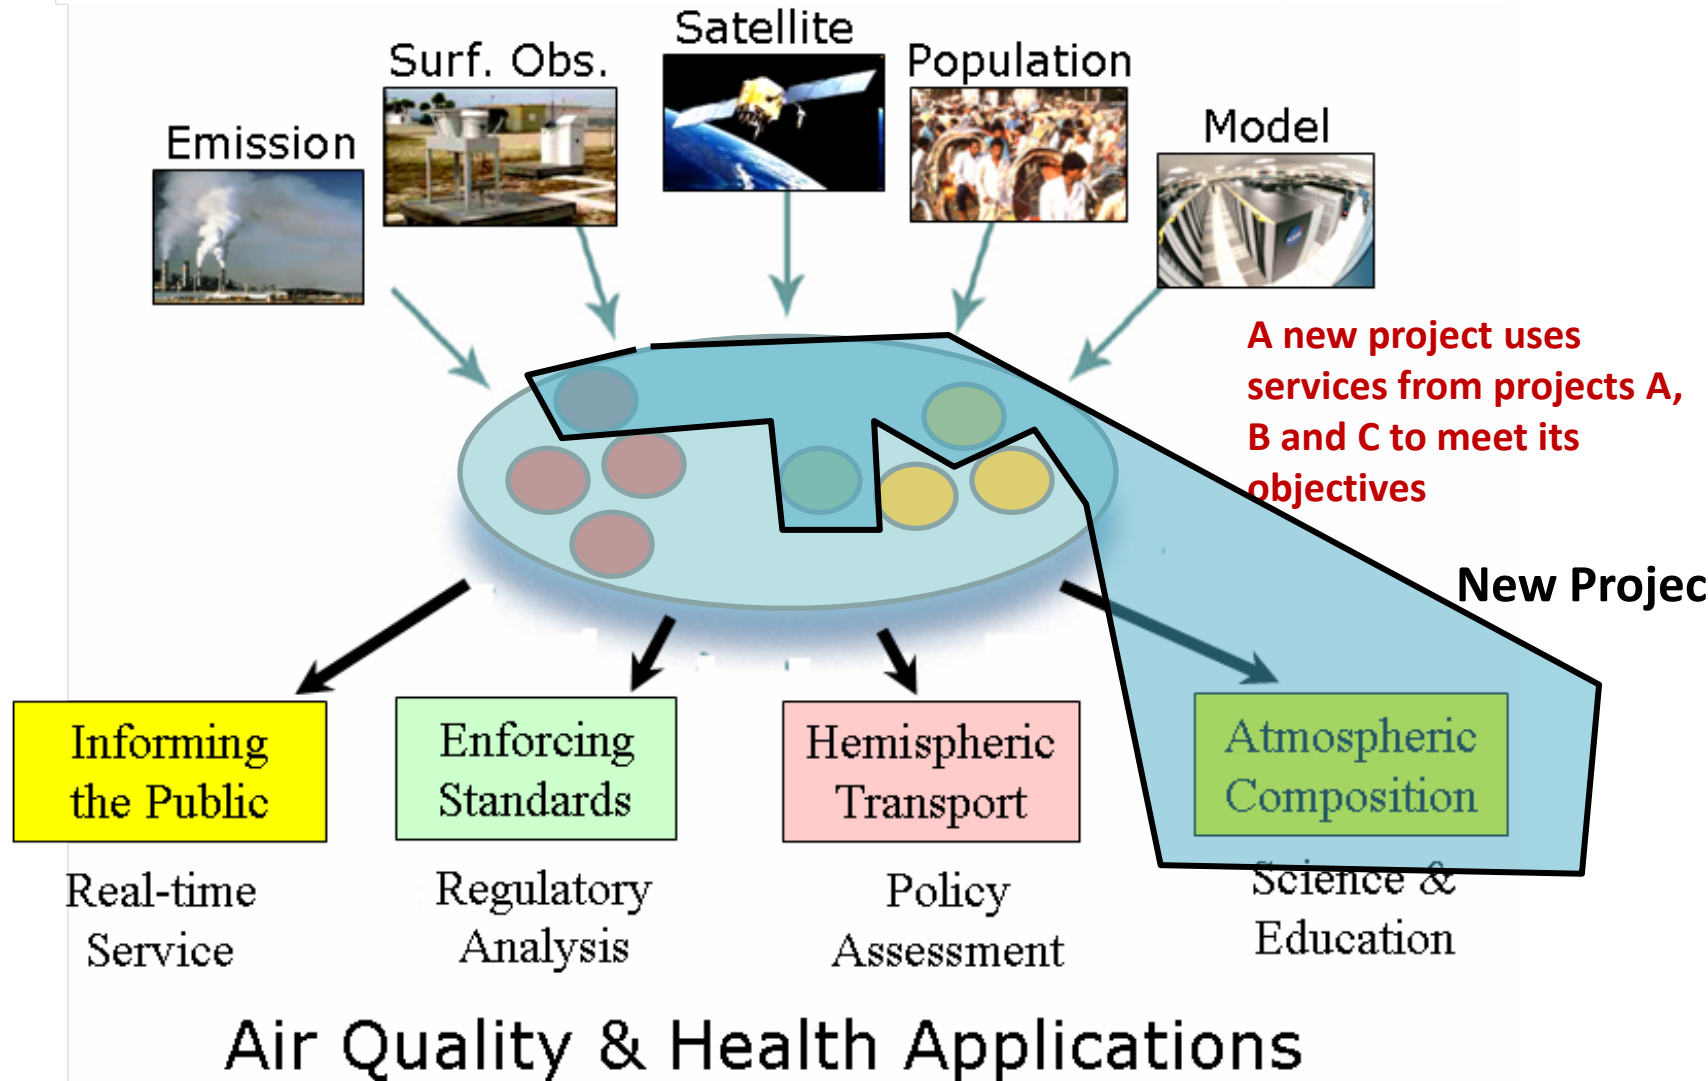 Satellite
Surf. Obs.
Population
Emission
Model
A new project uses
services from projects A,
B and C to meet its
objectives
New Projec
Informing
the Public
Enforcing
Standards
Hemispheric
Transport
Atmospheric
Composition
Real-time
Service
Regulatory
Analysis
Policy
Assessment
Science &
Education
Air Quality & Health Applications